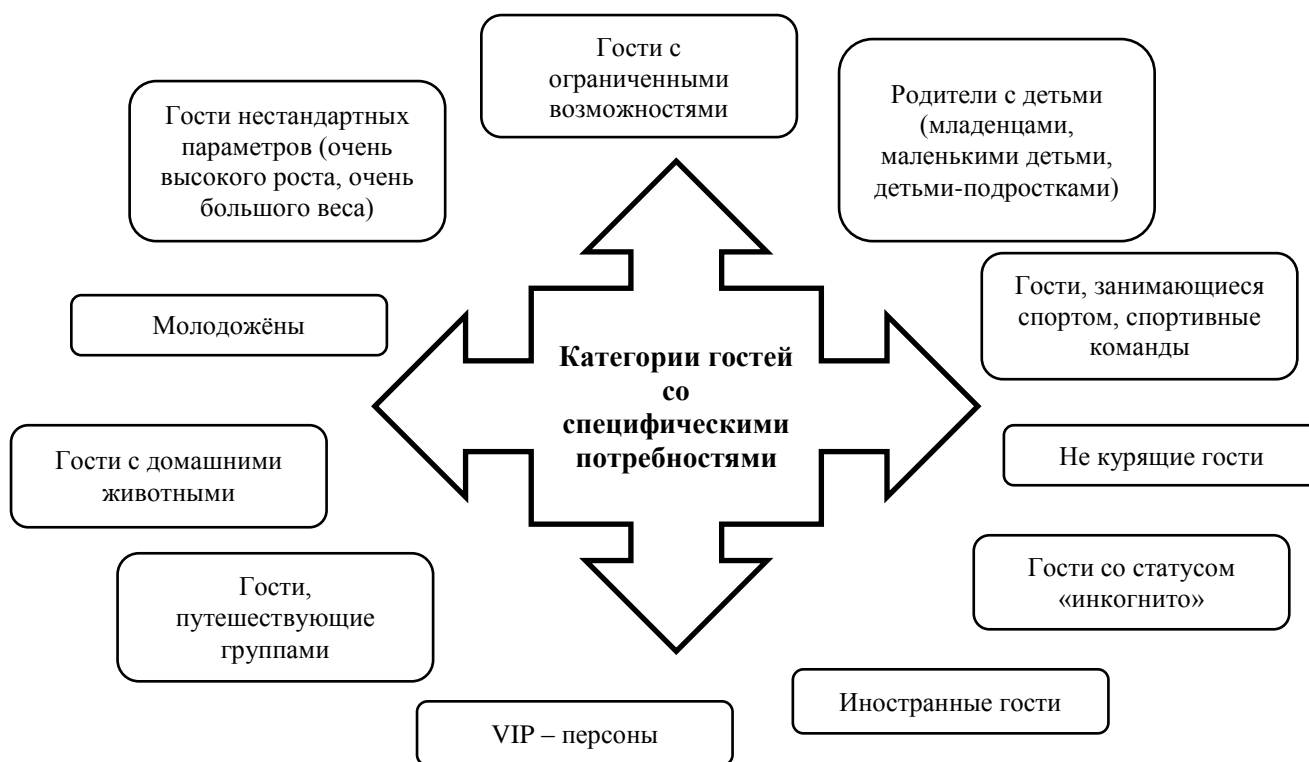 Гости с
ограниченными
возможностями
Родители с детьми
(младенцами,
маленькими детьми,
детьми-подростками)
Гости нестандартных
параметров (очень
высокого роста, очень
большого веса)
Гости, занимающиеся
спортом, спортивные
команды
Молодожёны
Категории гостей
со
специфическими
потребностями
Гости с домашними
животными
Не курящие гости
Гости,
путешествующие
группами
Гости со статусом
«инкогнито»
Иностранные гости
VIP – персоны